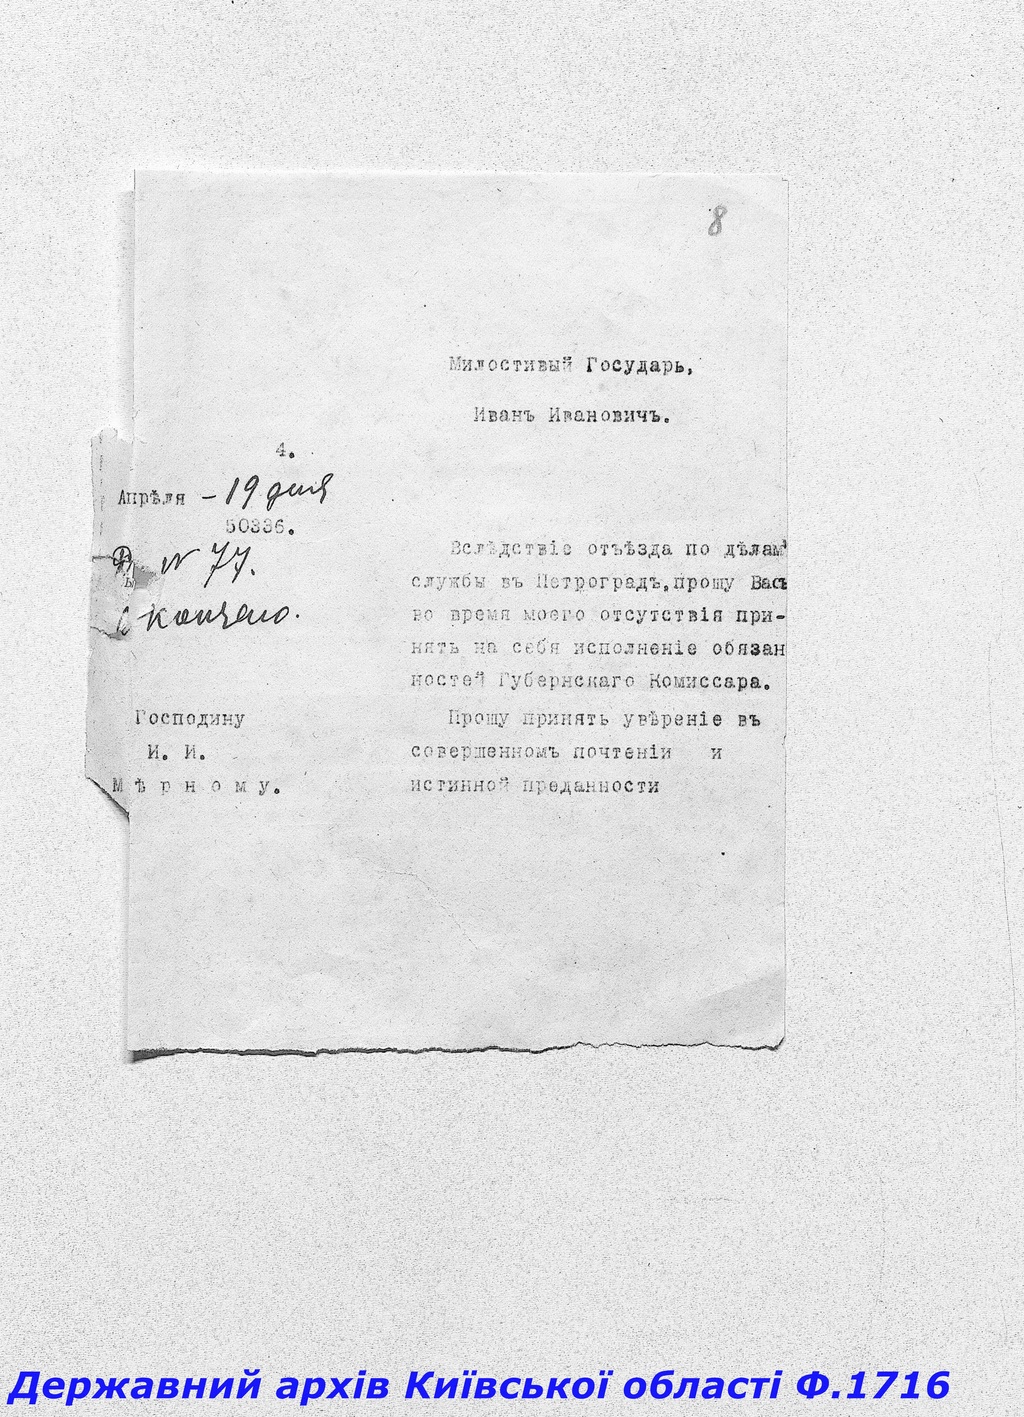 8
Милостивый Государь,
Иванъ Ивановичъ.
4.
Апрѣля – 19 дня
50336.
№ 77.
Вслѣдствіе отъѣзда по дѣламъ
службы въ Петроградъ, прошу Васъ
во время моего отсутствія при-
нять на себя исполненіе обязан
ностей Губернскаго Комиссара.
Господину
И. И.
Мѣрному.
Прошу принять увѣреніе въ
совершенномъ почтеніи и
истинной преданности
Державний архів Київської області Ф.1716